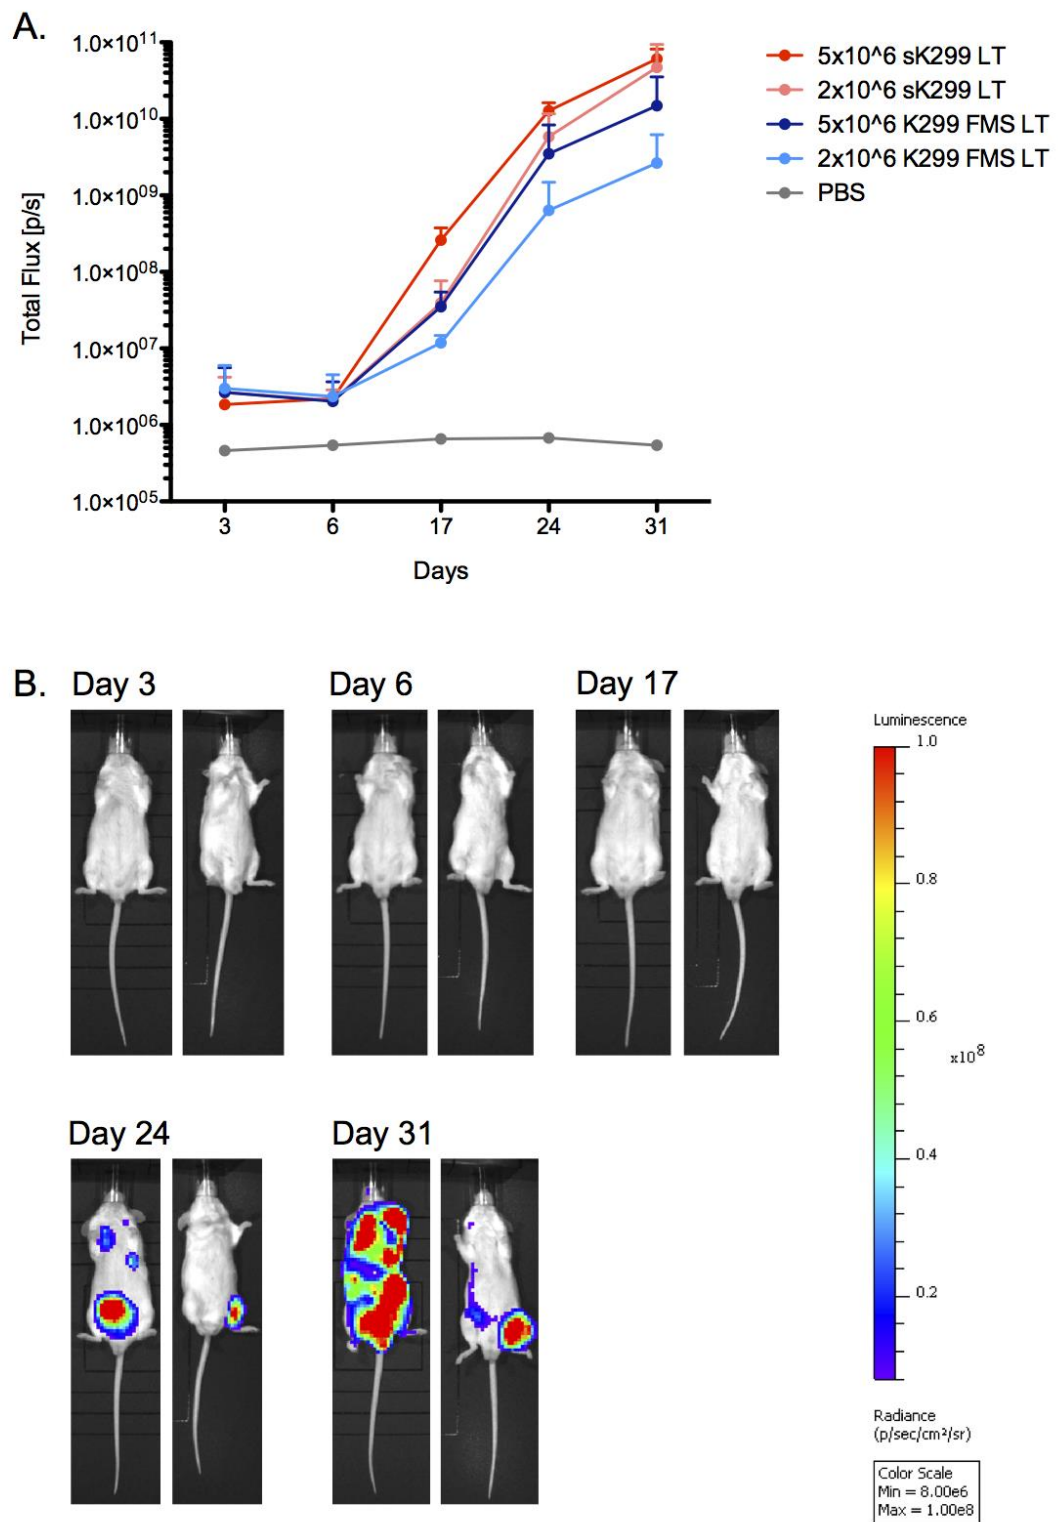 A.
1.0×10^11
1.0×10^10
1.0×10^09
1.0×10^08
1.0×10^07
1.0×10^06
1.0×10^05
Total Flux [p/s]
3 6 17 24 31
Days
5x10^6 sK299 LT
2x10^6 sK299 LT
5x10^6 K299 FMS LT
2x10^6 K299 FMS LT
PBS
B.
Day 3 Day 6 Day 17
Day 24 Day 31
Luminescence
1.0
0.8
0.6
x10^8
0.4
0.2
Radiance
(p/sec/cm²/sr)
Color Scale
Min = 8.00e6
Max = 1.00e8